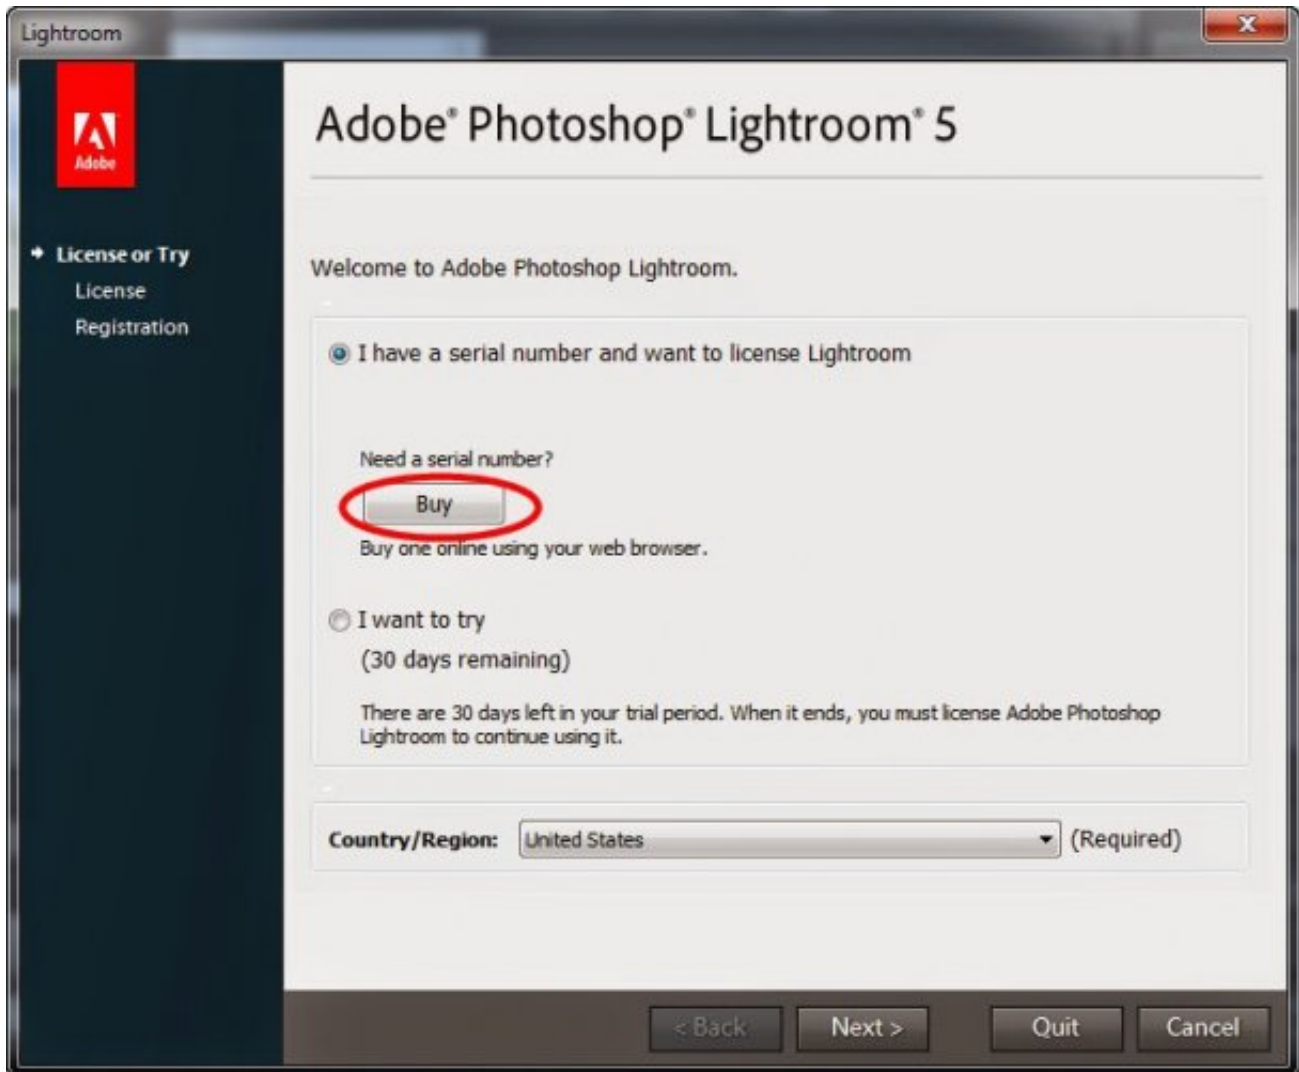 Lightroom
Adobe
Adobe® Photoshop® Lightroom® 5
License or Try
License
Registration
Welcome to Adobe Photoshop Lightroom.
I have a serial number and want to license Lightroom
Need a serial number?
Buy
Buy one online using your web browser.
I want to try
(30 days remaining)
There are 30 days left in your trial period. When it ends, you must license Adobe Photoshop
Lightroom to continue using it.
Country/Region: United States (Required)
< Back Next > Quit Cancel